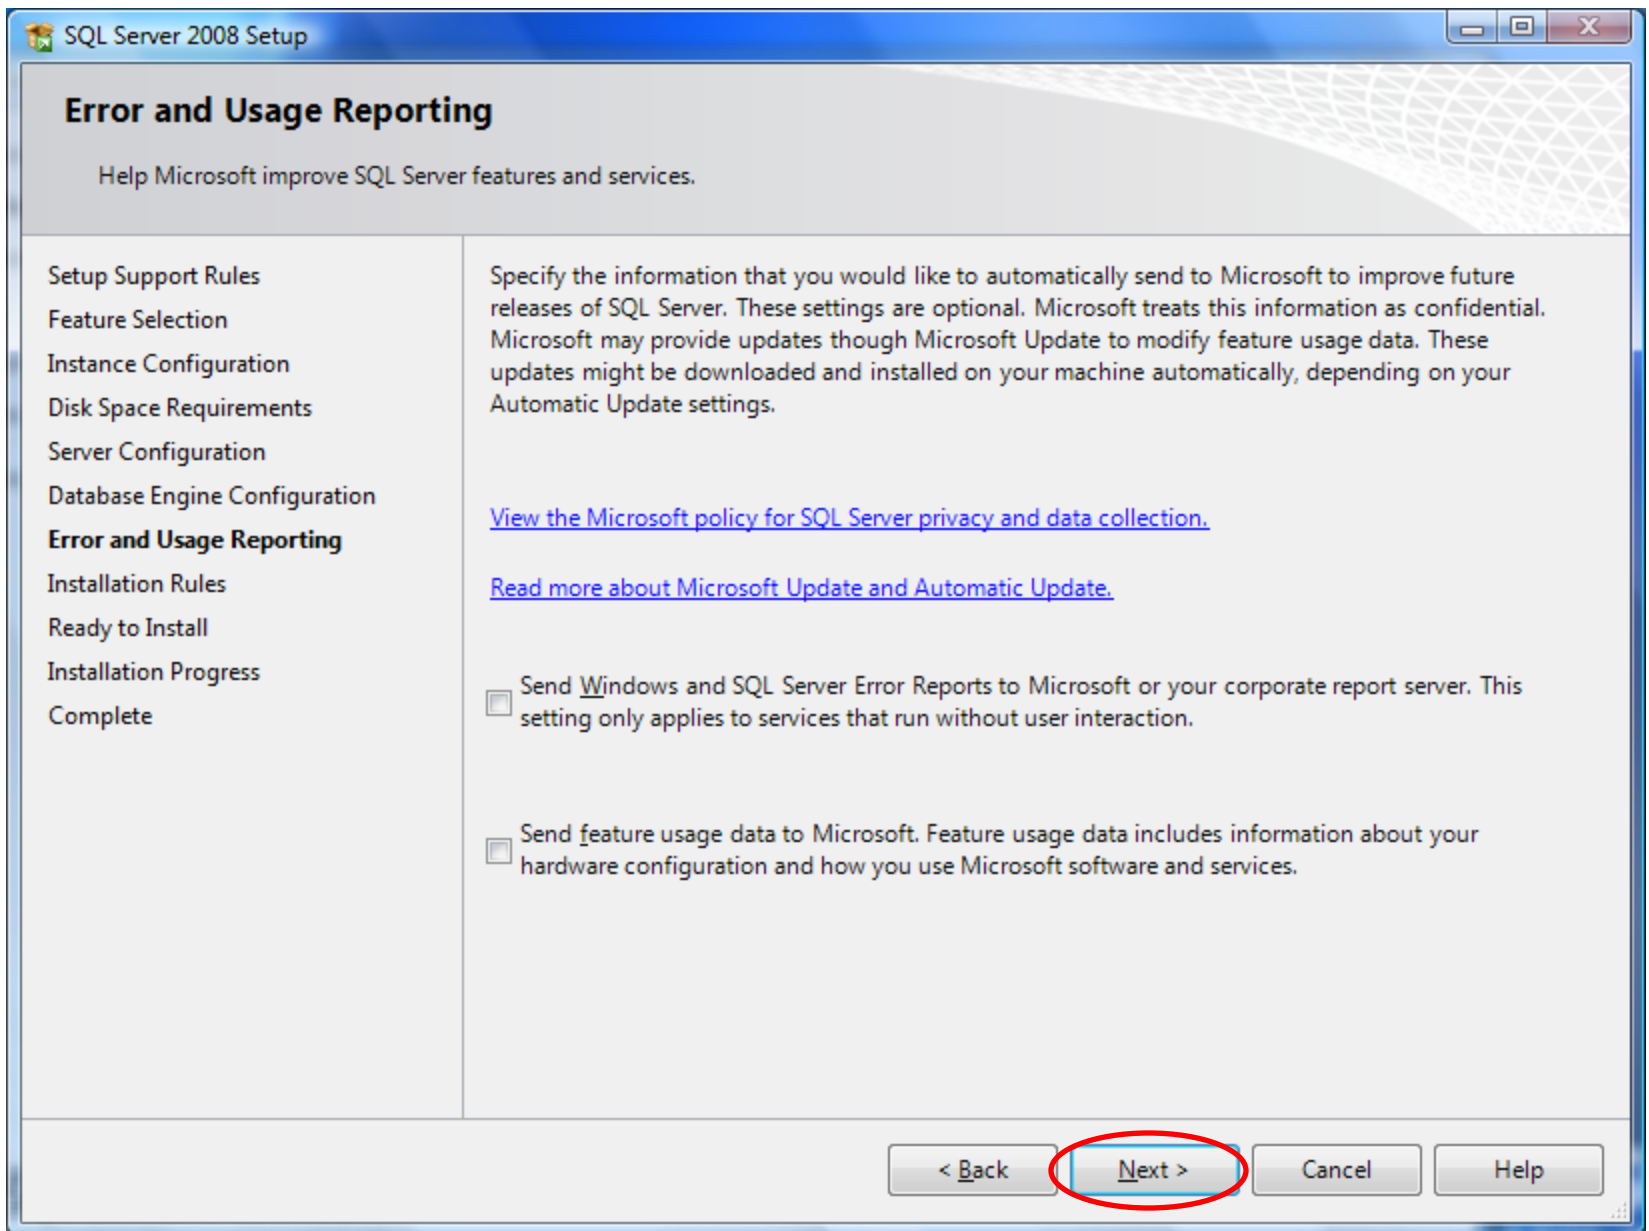 SQL Server 2008 Setup
Error and Usage Reporting
Help Microsoft improve SQL Server features and services.
Setup Support Rules
Feature Selection
Instance Configuration
Disk Space Requirements
Server Configuration
Database Engine Configuration
Error and Usage Reporting
Installation Rules
Ready to Install
Installation Progress
Complete
Specify the information that you would like to automatically send to Microsoft to improve future
releases of SQL Server. These settings are optional. Microsoft treats this information as confidential.
Microsoft may provide updates though Microsoft Update to modify feature usage data. These
updates might be downloaded and installed on your machine automatically, depending on your
Automatic Update settings.
View the Microsoft policy for SQL Server privacy and data collection.
Read more about Microsoft Update and Automatic Update.
Send Windows and SQL Server Error Reports to Microsoft or your corporate report server. This
setting only applies to services that run without user interaction.
Send feature usage data to Microsoft. Feature usage data includes information about your
hardware configuration and how you use Microsoft software and services.
< Back
Next >
Cancel
Help